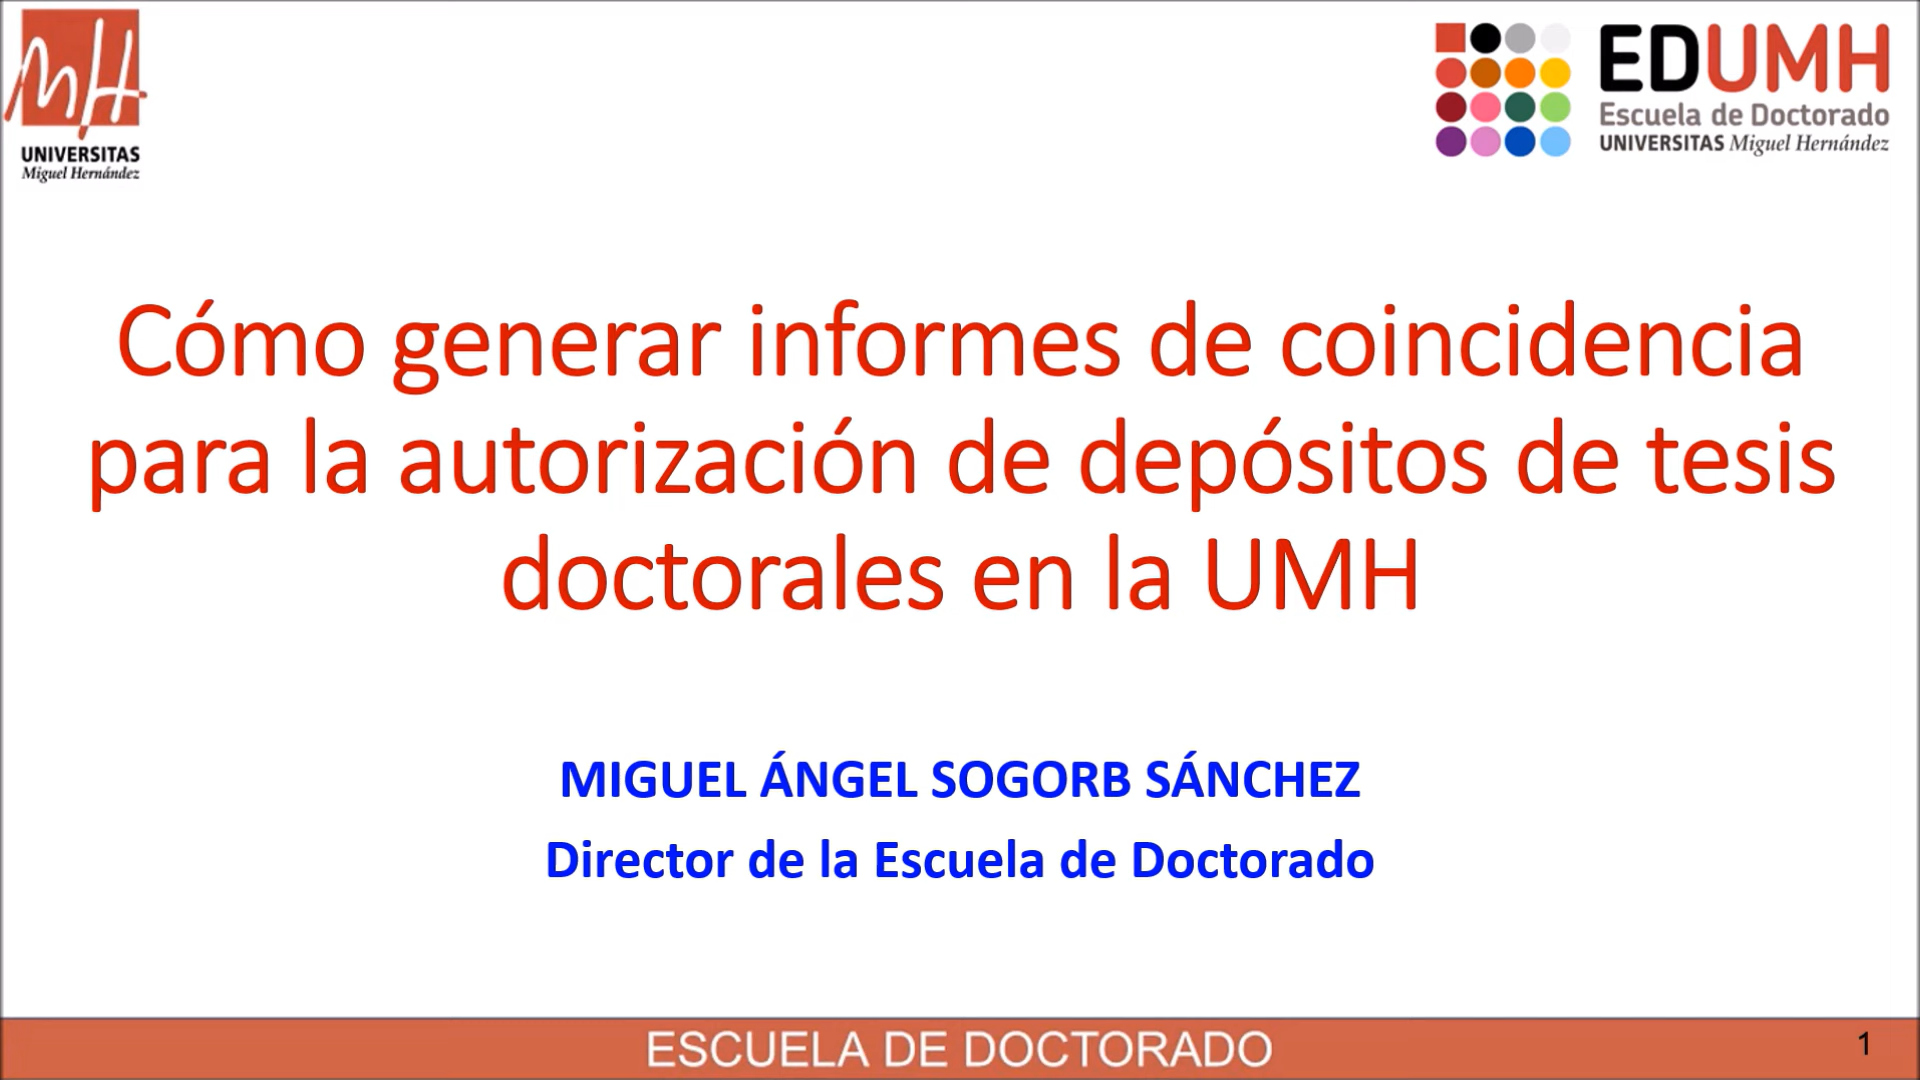 UNIVERSITAS
Miguel Hernández
EDUMH
Escuela de Doctorado
UNIVERSITAS Miguel Hernández
Cómo generar informes de coincidencia
para la autorización de depósitos de tesis
doctorales en la UMH
MIGUEL ÁNGEL SOGORB SÁNCHEZ
Director de la Escuela de Doctorado
ESCUELA DE DOCTORADO
1